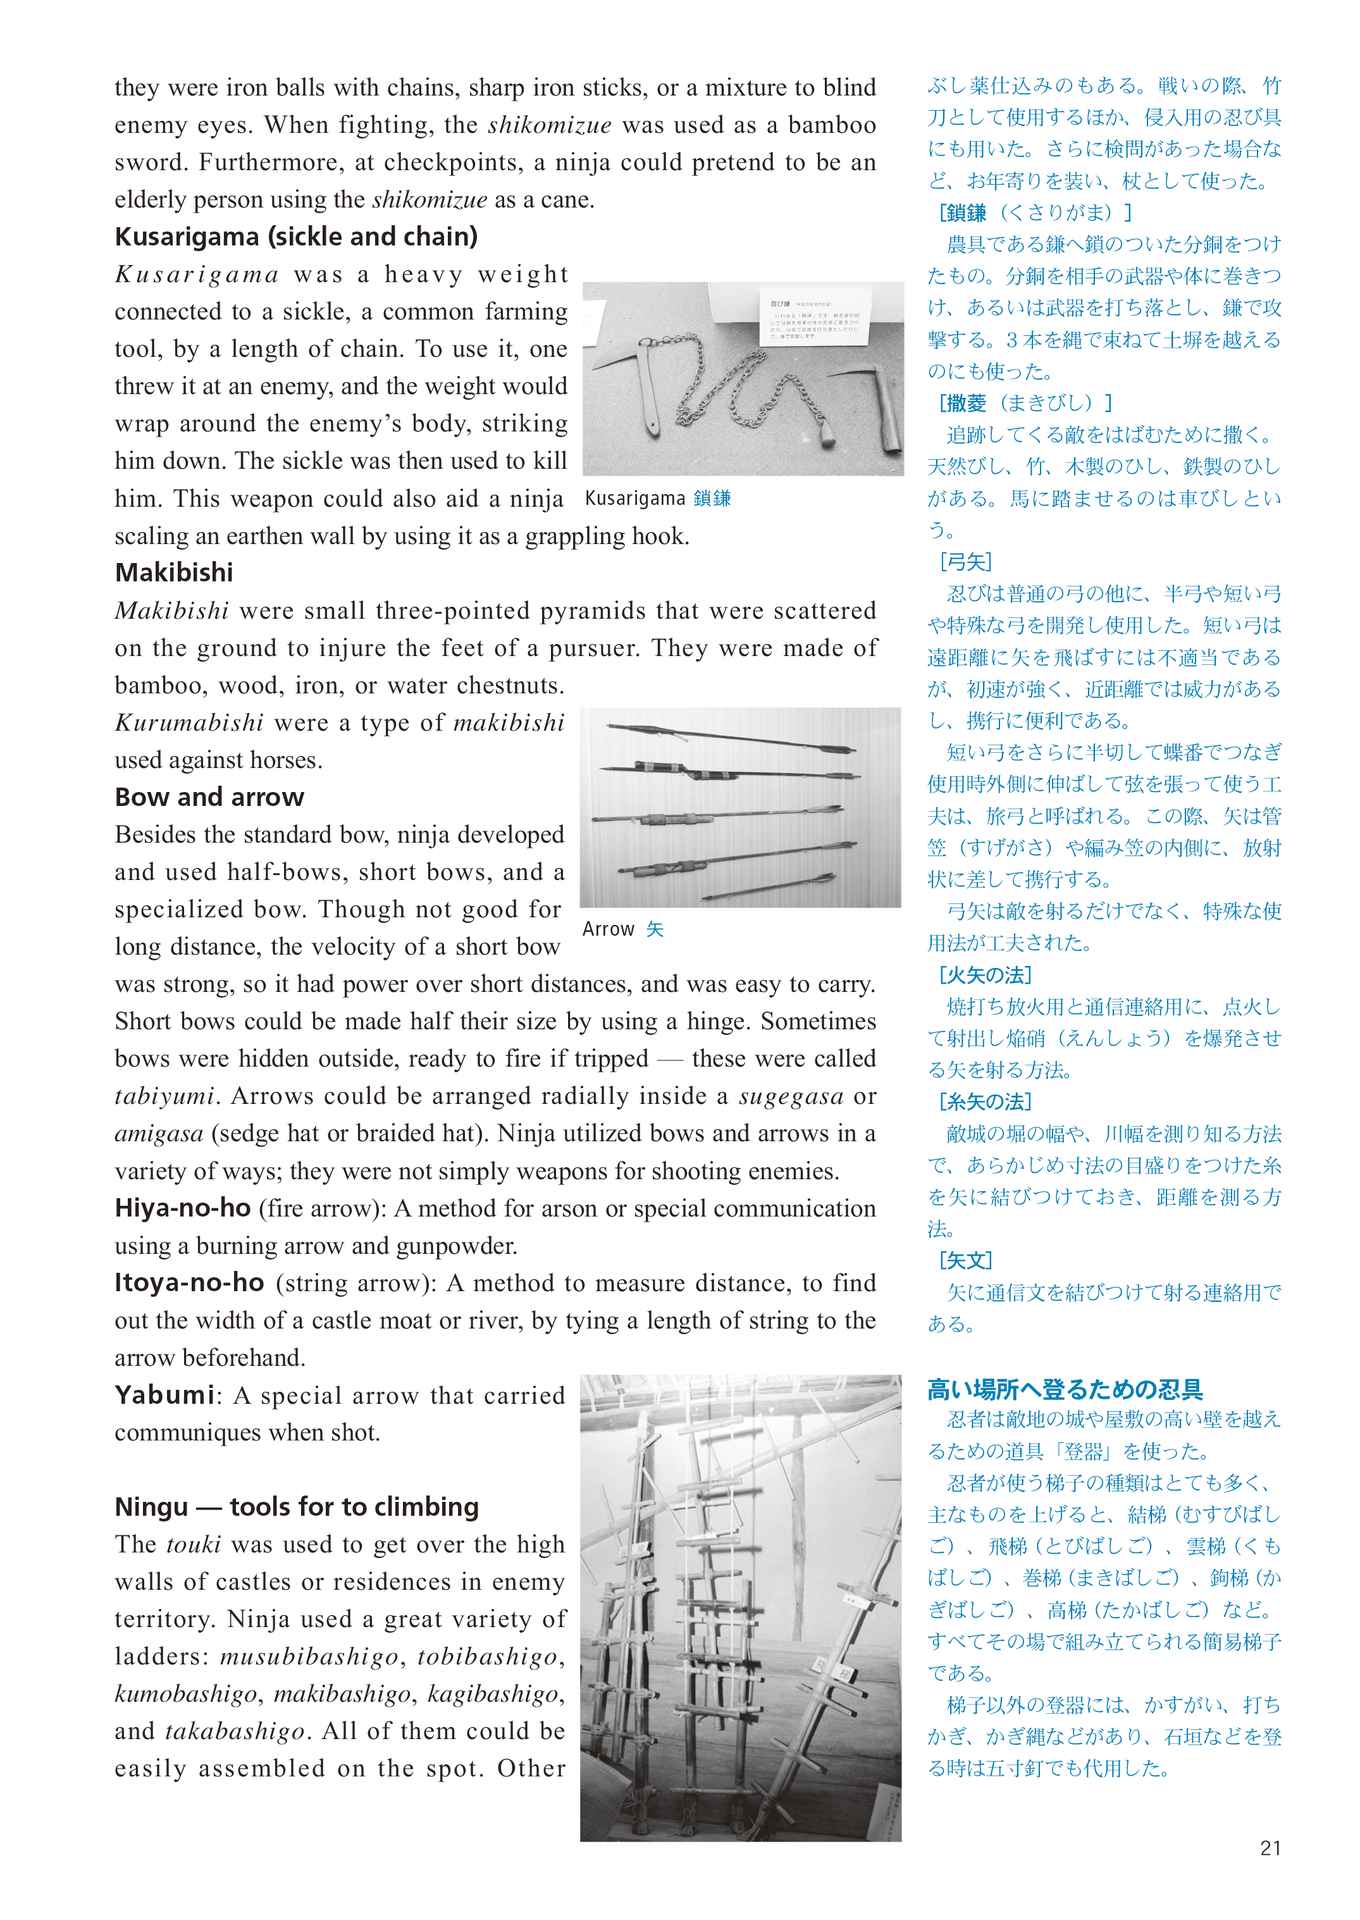 they were iron balls with chains, sharp iron sticks, or a mixture to blind
enemy eyes. When fighting, the shikomizue was used as a bamboo
sword. Furthermore, at checkpoints, a ninja could pretend to be an
elderly person using the shikomizue as a cane.
Kusarigama (sickle and chain)
Kusarigama was a heavy weight
connected to a sickle, a common farming
tool, by a length of chain. To use it, one
threw it at an enemy, and the weight would
wrap around the enemy's body, striking
him down. The sickle was then used to kill
him. This weapon could also aid a ninja
scaling an earthen wall by using it as a grappling hook.
忍び鎌
Kusarigama 鎖鎌
Makibishi
Makibishi were small three-pointed pyramids that were scattered
on the ground to injure the feet of a pursuer. They were made of
bamboo, wood, iron, or water chestnuts.
Kurumabishi were a type of makibishi
used against horses.
Bow and arrow
Besides the standard bow, ninja developed
and used half-bows, short bows, and a
specialized bow. Though not good for
long distance, the velocity of a short bow
was strong, so it had power over short distances, and was easy to carry.
Short bows could be made half their size by using a hinge. Sometimes
bows were hidden outside, ready to fire if tripped — these were called
tabiyumi. Arrows could be arranged radially inside a sugegasa or
amigasa (sedge hat or braided hat). Ninja utilized bows and arrows in a
variety of ways; they were not simply weapons for shooting enemies.
Arrow 矢
Hiya-no-ho (fire arrow): A method for arson or special communication
using a burning arrow and gunpowder.
Itoya-no-ho (string arrow): A method to measure distance, to find
out the width of a castle moat or river, by tying a length of string to the
arrow beforehand.
Yabumi: A special arrow that carried
communiques when shot.
Ningu — tools for to climbing
The touki was used to get over the high
walls of castles or residences in enemy
territory. Ninja used a great variety of
ladders: musubibashigo, tobibashigo,
kumobashigo, makibashigo, kagibashigo,
and takabashigo. All of them could be
easily assembled on the spot. Other
ぶし薬仕込みのもある。戦いの際、竹
刀として使用するほか、侵入用の忍び具
にも用いた。さらに検問があった場合な
ど、お年寄りを装い、杖として使った。
［鎖鎌（くさりがま）］
農具である鎌へ鎖のついた分銅をつけ
たもの。分銅を相手の武器や体に巻きつ
け、あるいは武器を打ち落とし、鎌で攻
撃する。3 本を縄で束ねて土塀を越える
のにも使った。
［撒菱（まきびし）］
追跡してくる敵をはばむために撒く。
天然びし、竹、木製のひし、鉄製のひし
がある。馬に踏ませるのは車びしとい
う。
［弓矢］
忍びは普通の弓の他に、半弓や短い弓
や特殊な弓を開発し使用した。短い弓は
遠距離に矢を飛ばすには不適当である
が、初速が強く、近距離では威力がある
し、携行に便利である。
短い弓をさらに半切して蝶番でつなぎ
使用時外側に伸ばして弦を張って使う工
夫は、旅弓と呼ばれる。この際、矢は管
笠（すげがさ）や編み笠の内側に、放射
状に差して携行する。
弓矢は敵を射るだけでなく、特殊な使
用法が工夫された。
［火矢の法］
焼打ち放火用と通信連絡用に、点火し
て射出し焔硝（えんしょう）を爆発させ
る矢を射る方法。
［糸矢の法］
敵城の堀の幅や、川幅を測り知る方法
で、あらかじめ寸法の目盛りをつけた糸
を矢に結びつけておき、距離を測る方
法。
［矢文］
矢に通信文を結びつけて射る連絡用で
ある。
高い場所へ登るための忍具
忍者は敵地の城や屋敷の高い壁を越え
るための道具「登器」を使った。
忍者が使う梯子の種類はとても多く、
主なものを上げると、結梯（むすびばし
ご）、飛梯（とびばしご）、雲梯（くも
ばしご）、巻梯（まきばしご）、鉤梯（か
ぎばしご）、高梯（たかばしご）など。
すべてその場で組み立てられる簡易梯子
である。
梯子以外の登器には、かすがい、打ち
かぎ、かぎ縄などがあり、石垣などを登
る時は五寸釘でも代用した。
21